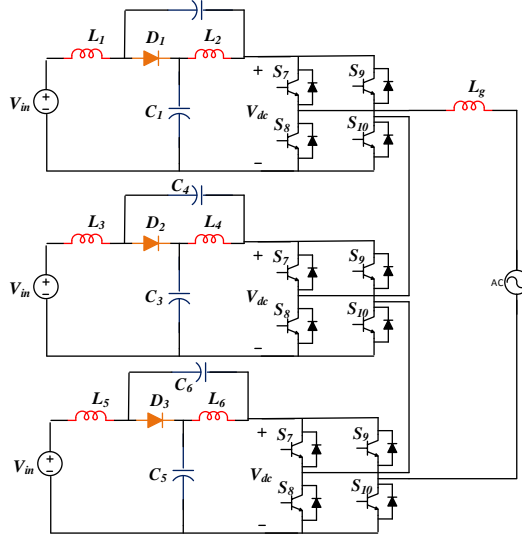 L1 D1 L2
Vin + − C1
+ Vdc −
S7 S9
S8 S10
Lg
C4
L3 D2 L4
Vin + − C3
+ Vdc −
S7 S9
S8 S10
AC
C6
L5 D3 L6
Vin + − C5
+ Vdc −
S7 S9
S8 S10